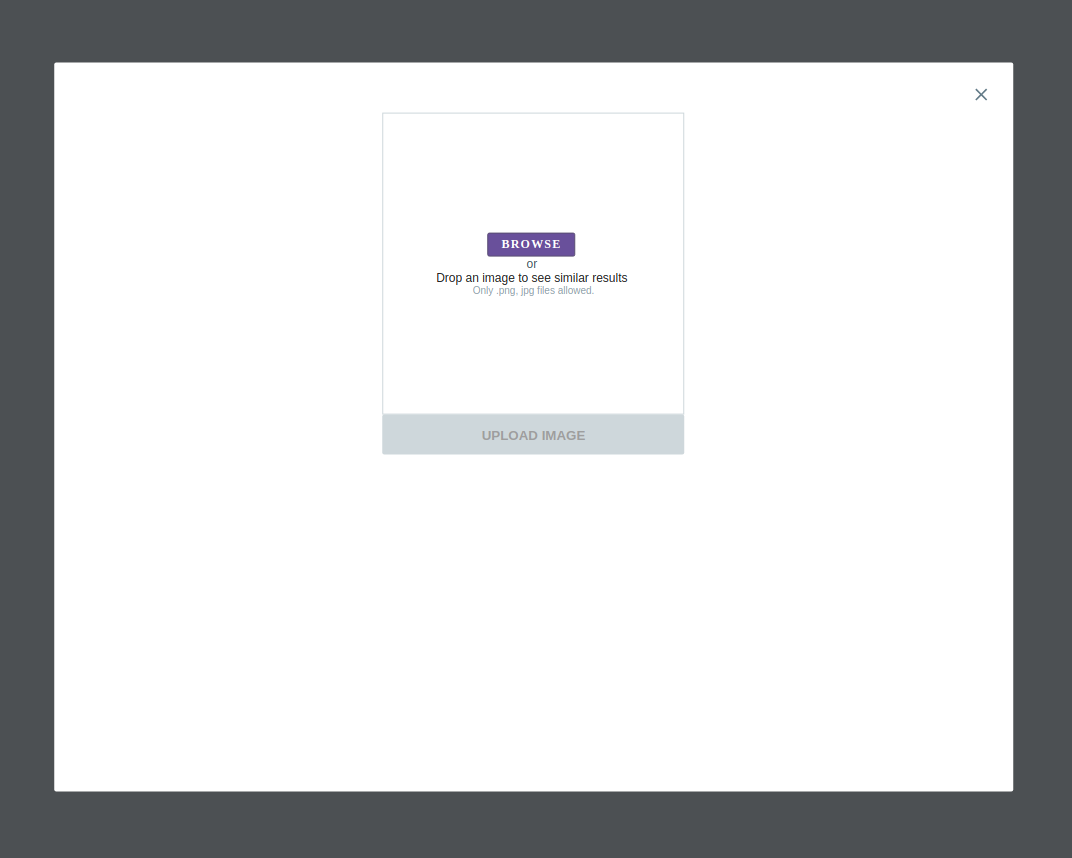 BROWSE
or
Drop an image to see similar results
Only .png, jpg files allowed.
UPLOAD IMAGE